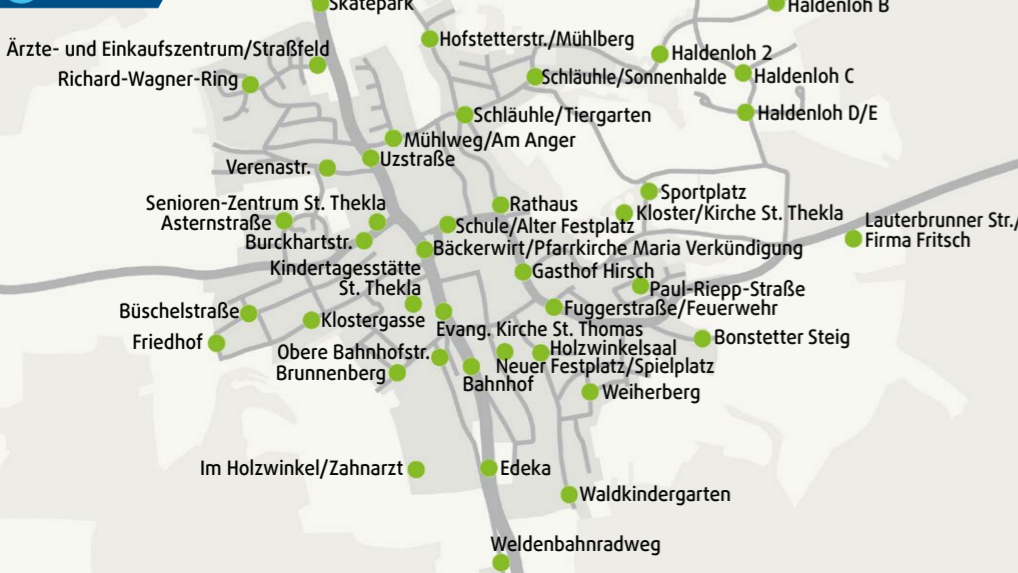 Skatepark
Haldenloh B
Hofstetterstr./Mühlberg
Ärzte- und Einkaufszentrum/Straßfeld
Haldenloh 2
Richard-Wagner-Ring
Schläuhle/Sonnenhalde
Haldenloh C
Schläuhle/Tiergarten
Haldenloh D/E
Mühlweg/Am Anger
Uzstraße
Verenastr.
Sportplatz
Senioren-Zentrum St. Thekla
Rathaus
Kloster/Kirche St. Thekla
Asternstraße
Schule/Alter Festplatz
Lauterbrunner Str./
Firma Fritsch
Burckhartstr.
Bäckerwirt/Pfarrkirche Maria Verkündigung
Kindertagesstätte
St. Thekla
Gasthof Hirsch
Paul-Riepp-Straße
Büschelstraße
Fuggerstraße/Feuerwehr
Klostergasse
Evang. Kirche St. Thomas
Friedhof
Bonstetter Steig
Obere Bahnhofstr.
Holzwinkelsaal
Neuer Festplatz/Spielplatz
Brunnenberg
Bahnhof
Weiherberg
Im Holzwinkel/Zahnarzt
Edeka
Waldkindergarten
Weldenbahnradweg